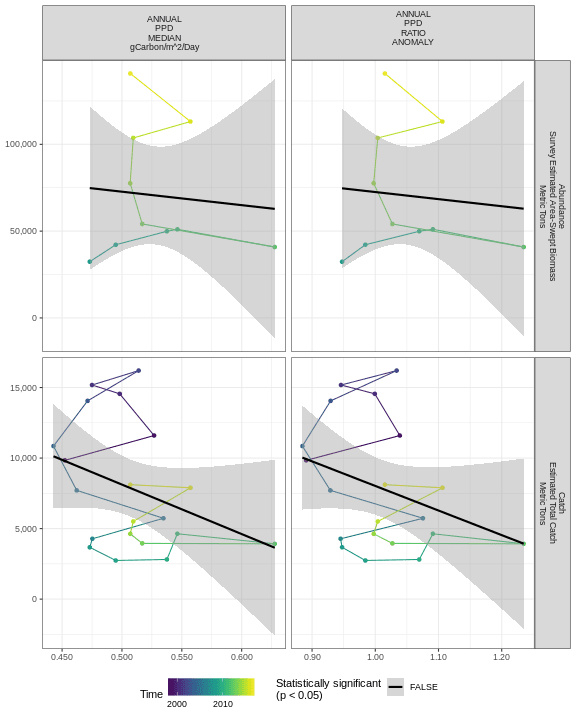 ANNUAL
PPD
MEDIAN
gCarbon/m^2/Day
ANNUAL
PPD
RATIO
ANOMALY
100,000
50,000
0
Abundance
Survey Estimated Area-Swept Biomass
Metric Tons
15,000
10,000
5,000
0
Catch
Estimated Total Catch
Metric Tons
0.450 0.500 0.550 0.600
0.90 1.00 1.10 1.20
Time
2000 2010
Statistically significant
(p < 0.05)
FALSE